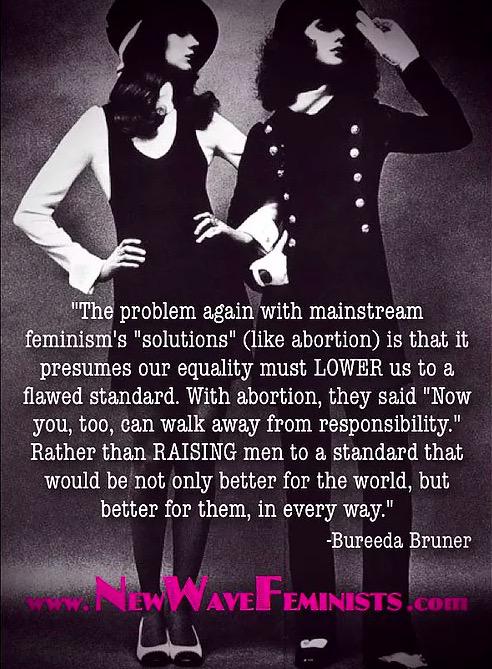 "The problem again with mainstream
feminism's "solutions" (like abortion) is that it
presumes our equality must LOWER us to a
flawed standard. With abortion, they said "Now
you, too, can walk away from responsibility."
Rather than RAISING men to a standard that
would be not only better for the world, but
better for them, in every way."
-Bureeda Bruner
www.NewWaveFeminists.com